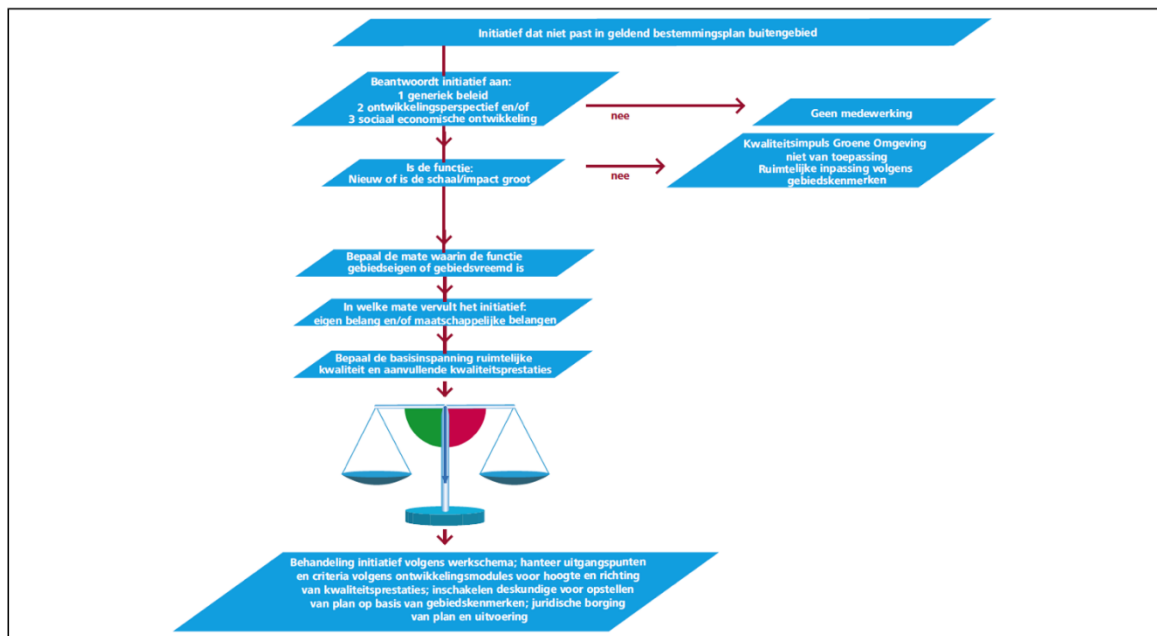 Initiatief dat niet past in geldend bestemmingsplan buitengebied
Beantwoordt initiatief aan:
1 generiek beleid
2 ontwikkelingsperspectief en/of
3 sociaal economische ontwikkeling
nee
Geen medewerking
Is de functie:
Nieuw of is de schaal/impact groot
nee
Kwaliteitsimpuls Groene Omgeving
niet van toepassing
Ruimtelijke inpassing volgens
gebiedskenmerken
Bepaal de mate waarin de functie
gebiedseigen of gebiedsvreemd is
In welke mate vervult het initiatief:
eigen belang en/of maatschappelijke belangen
Bepaal de basisinspanning ruimtelijke
kwaliteit en aanvullende kwaliteitsprestaties
Behandeling initiatief volgens werkschema; hanteer uitgangspunten
en criteria volgens ontwikkelingsmodules voor hoogte en richting
van kwaliteitsprestaties; inschakelen deskundige voor opstellen
van plan op basis van gebiedskenmerken; juridische borging
van plan en uitvoering